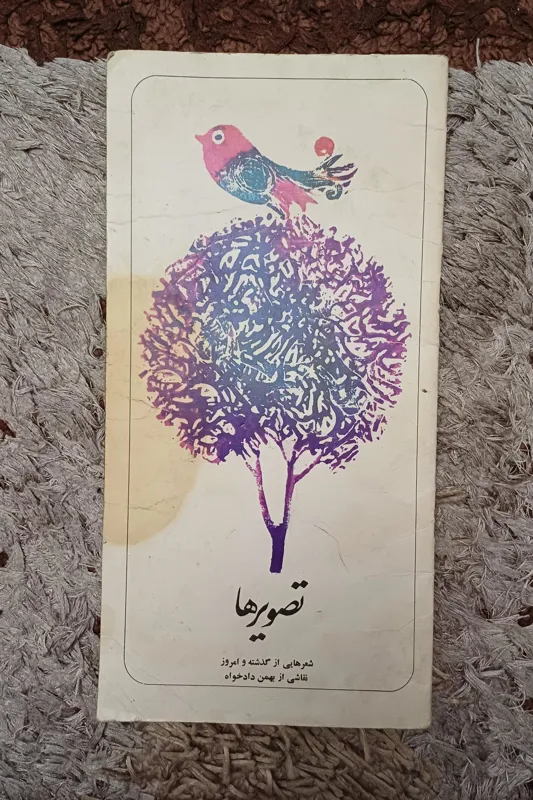 تصویرها
شعرهایی از گذشته و امروز
نقاشی از بهمن دادخواه